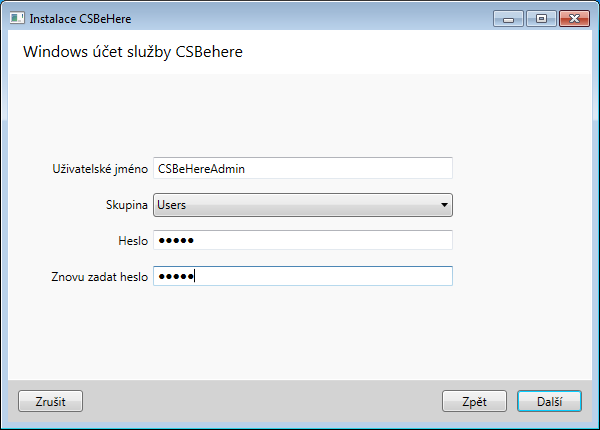 Instalace CSBeHere
Windows účet služby CSBehere
Uživatelské jméno CSBeHereAdmin
Skupina Users
Heslo ●●●●●
Znovu zadat heslo ●●●●●
Zrušit Zpět Další